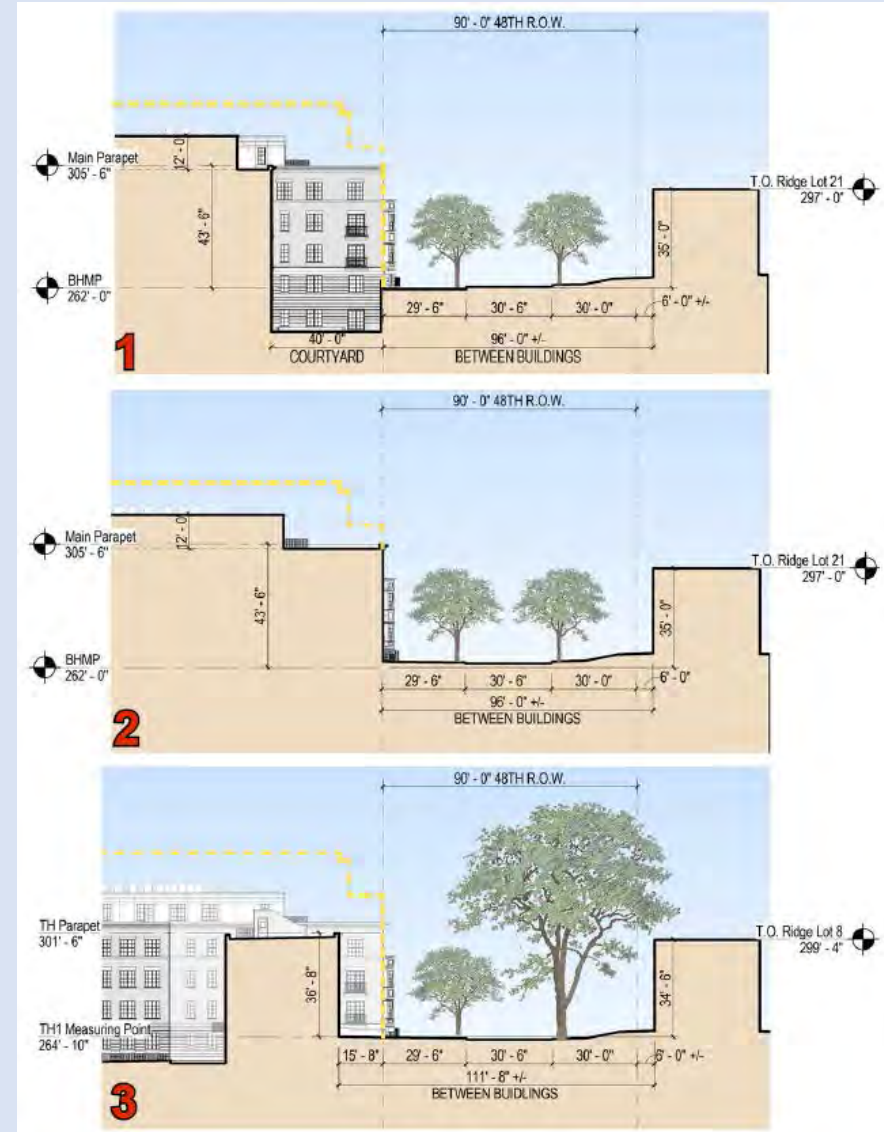 90' - 0" 48TH R.O.W.
Main Parapet
305' - 6"
12' - 0"
T.O. Ridge Lot 21
297' - 0"
43' - 6"
35' - 0"
BHMP
262' - 0"
29' - 6" 30' - 6" 30' - 0" 6' - 0" +/-
40' - 0" 96' - 0" +/-
COURTYARD BETWEEN BUILDINGS
1
90' - 0" 48TH R.O.W.
Main Parapet
305' - 6"
12' - 0"
T.O. Ridge Lot 21
297' - 0"
43' - 6"
35' - 0"
BHMP
262' - 0"
29' - 6" 30' - 6" 30' - 0" 6' - 0"
96' - 0" +/-
BETWEEN BUILDINGS
2
90' - 0" 48TH R.O.W.
TH Parapet
301' - 6"
T.O. Ridge Lot 8
299' - 4"
36' - 8"
34' - 6"
TH1 Measuring Point
264' - 10"
15' - 8" 29' - 6" 30' - 6" 30' - 0" 6' - 0" +/-
111' - 8" +/-
BETWEEN BUIDLINGS
3